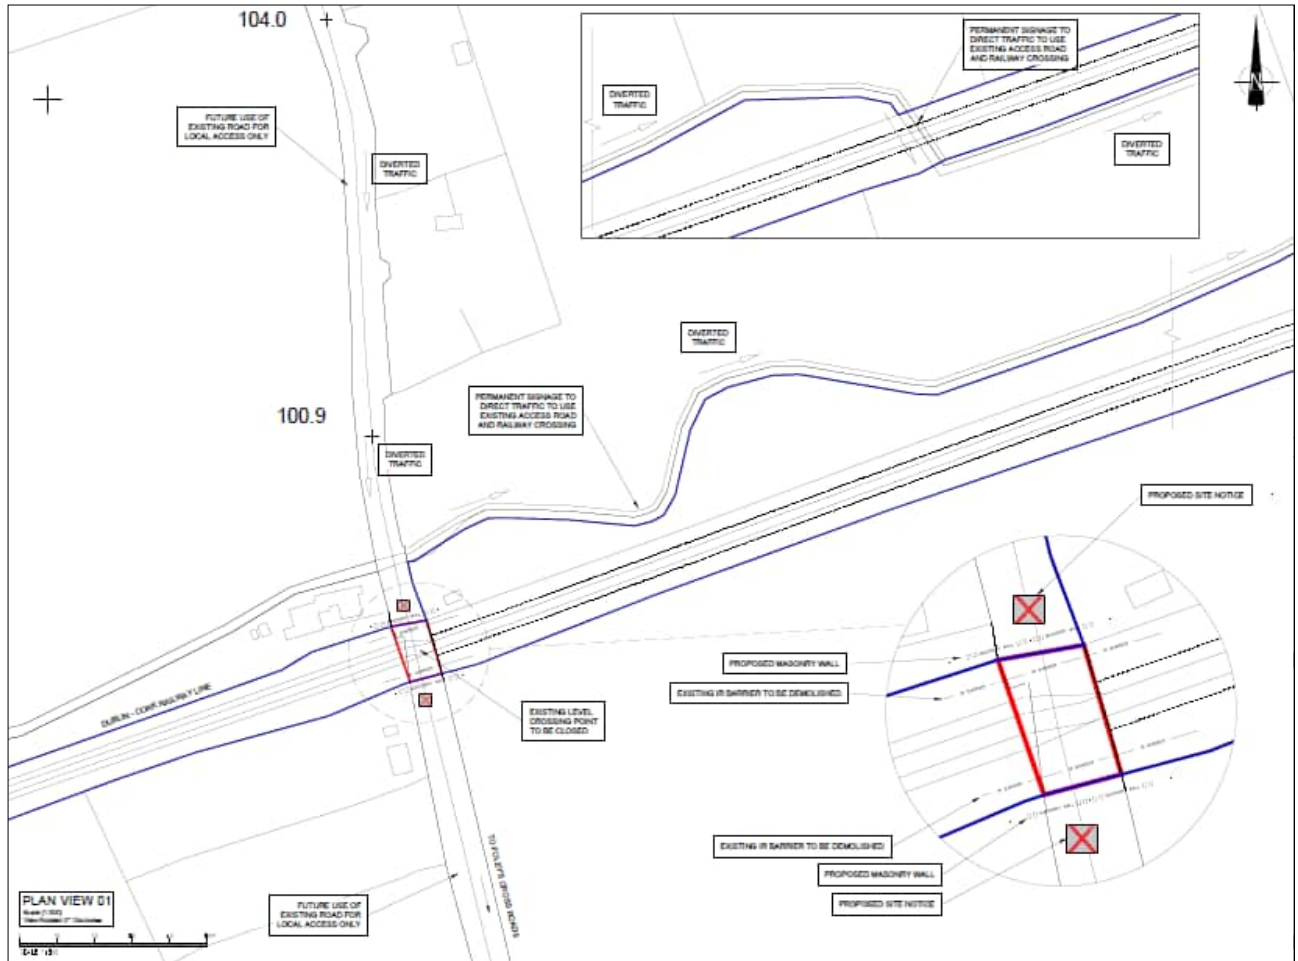 104.0
PERMANENT SIGNAGE TO
DIRECT TRAFFIC TO USE
EXISTING ACCESS ROAD
AND RAILWAY CROSSING
N
DIVERTED
TRAFFIC
FUTURE USE OF
EXISTING ROAD FOR
LOCAL ACCESS ONLY
DIVERTED
TRAFFIC
DIVERTED
TRAFFIC
DIVERTED
TRAFFIC
PERMANENT SIGNAGE TO
DIRECT TRAFFIC TO USE
EXISTING ACCESS ROAD
AND RAILWAY CROSSING
100.9
DIVERTED
TRAFFIC
PROPOSED SITE NOTICE
PROPOSED MASONRY WALL
EXISTING IR BARRIER TO BE DEMOLISHED
DUBLIN - CORK RAILWAY LINE
EXISTING LEVEL
CROSSING POINT
TO BE CLOSED
EXISTING IR BARRIER TO BE DEMOLISHED
PROPOSED MASONRY WALL
PROPOSED SITE NOTICE
TO FOLEY'S CROSS ROADS
FUTURE USE OF
EXISTING ROAD FOR
LOCAL ACCESS ONLY
PLAN VIEW 01